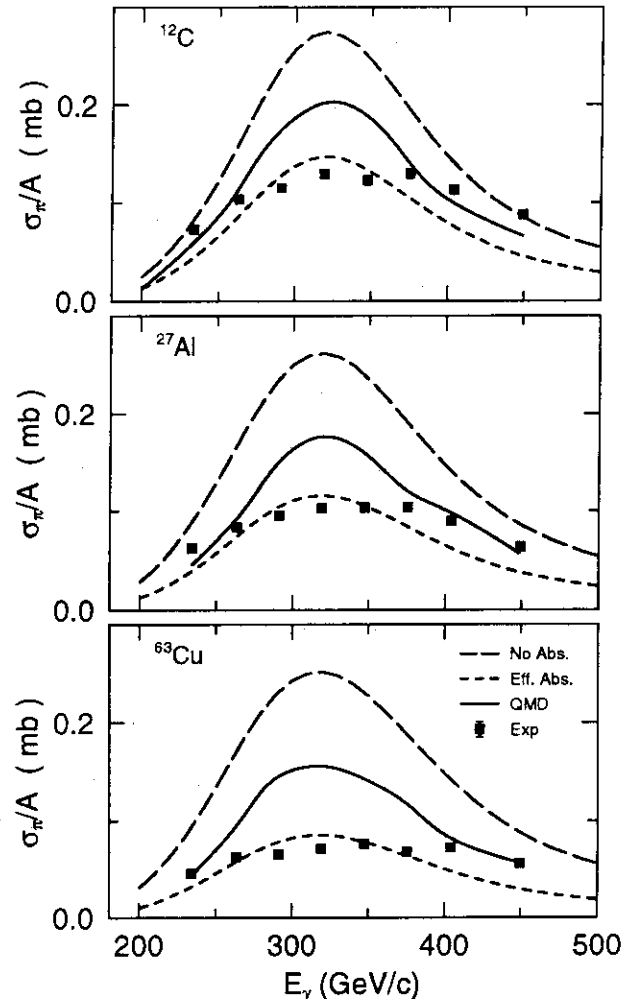 ¹²C
0.2
0.0
σπ/A ( mb )
²⁷Al
0.2
0.0
σπ/A ( mb )
⁶³Cu
No Abs.
Eff. Abs.
QMD
Exp
0.2
0.0
σπ/A ( mb )
200 300 400 500
Eγ (GeV/c)